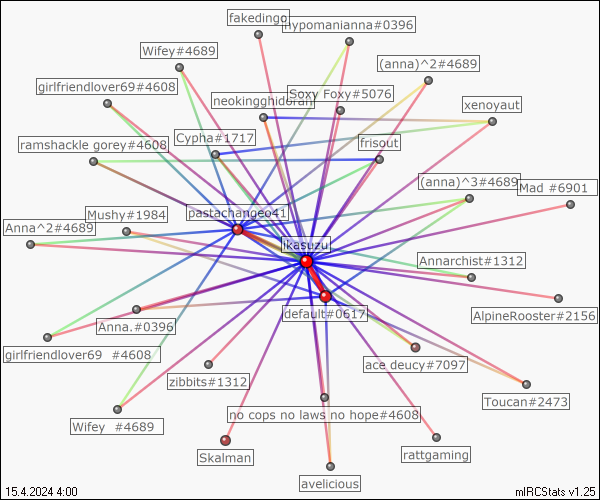 fakedingo
hypomanianna#0396
Wifey#4689
(anna)^2#4689
girlfriendlover69#4608
Soxy Foxy#5076
neokingghidorah
xenoyaut
Cypha#1717
frisout
ramshackle gorey#4608
(anna)^3#4689
Mad #6901
Mushy#1984
pastachangeo41
Anna^2#4689
ikasuzu
Annarchist#1312
default#0617
AlpineRooster#2156
Anna.#0396
girlfriendlover69 #4608
ace deucy#7097
zibbits#1312
Toucan#2473
no cops no laws no hope#4608
Wifey #4689
Skalman
rattgaming
avelicious
15.4.2024 4:00
mIRCStats v1.25